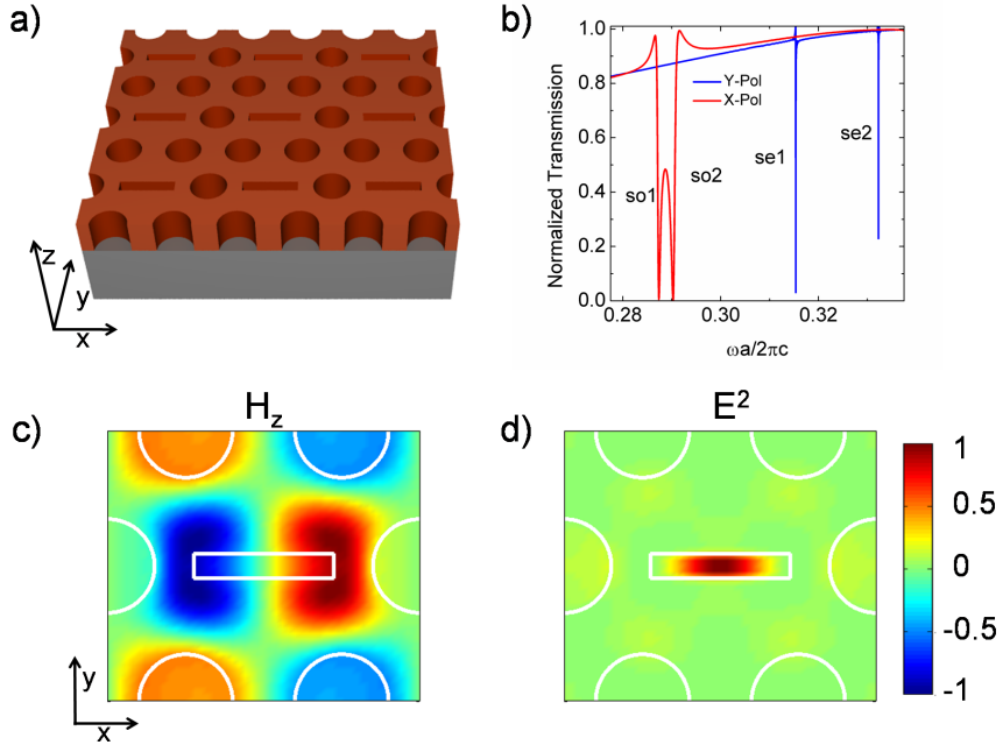 a)
z
y
x
b)
Normalized Transmission
1.0
0.8
0.6
0.4
0.2
0.0
Y-Pol
X-Pol
so1
so2
se1
se2
0.28
0.30
0.32
ωa/2πc
c)
Hz
y
x
d)
E²
1
0.5
0
-0.5
-1